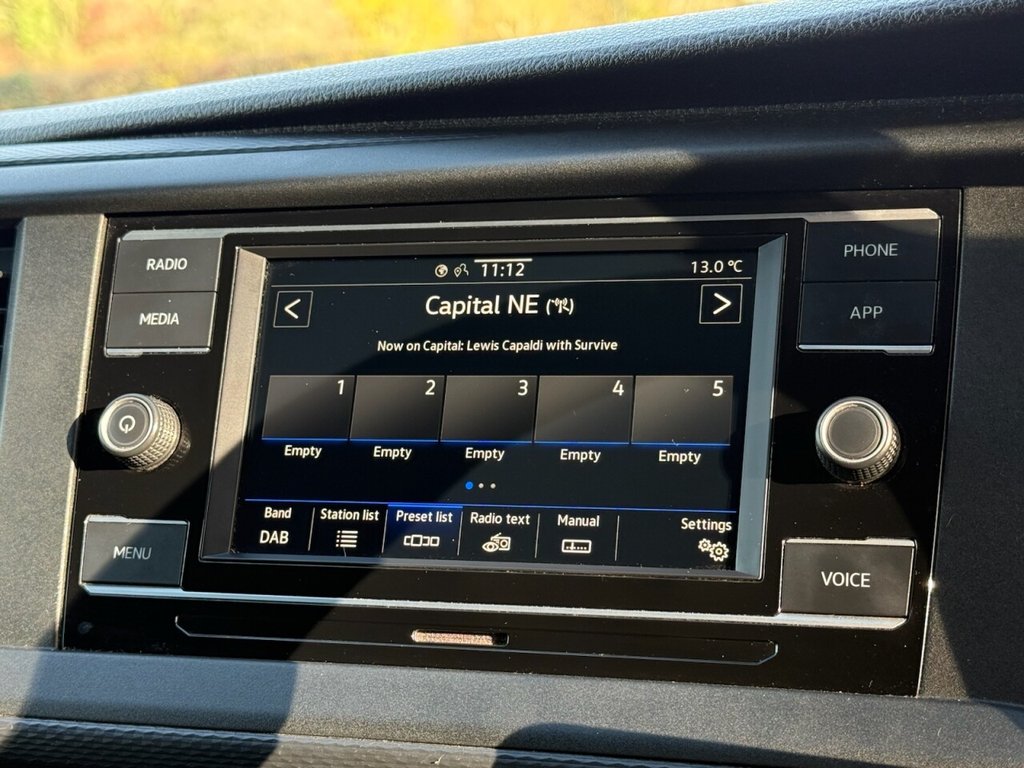 RADIO
MEDIA
MENU
11:12
13.0 °C
<
Capital NE
>
Now on Capital: Lewis Capaldi with Survive
1 2 3 4 5
Empty Empty Empty Empty Empty
Band Station list Preset list Radio text Manual Settings
DAB
PHONE
APP
VOICE